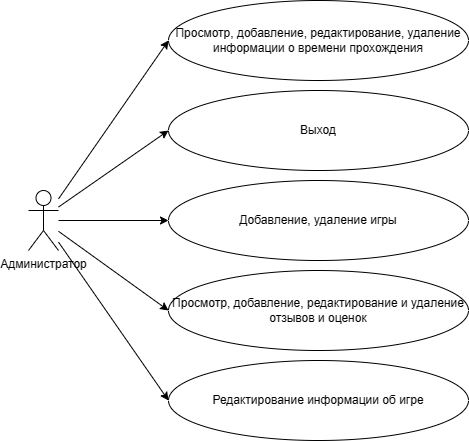 Просмотр, добавление, редактирование, удаление
информации о времени прохождения
Выход
Добавление, удаление игры
Администратор
Просмотр, добавление, редактирование и удаление
отзывов и оценок
Редактирование информации об игре